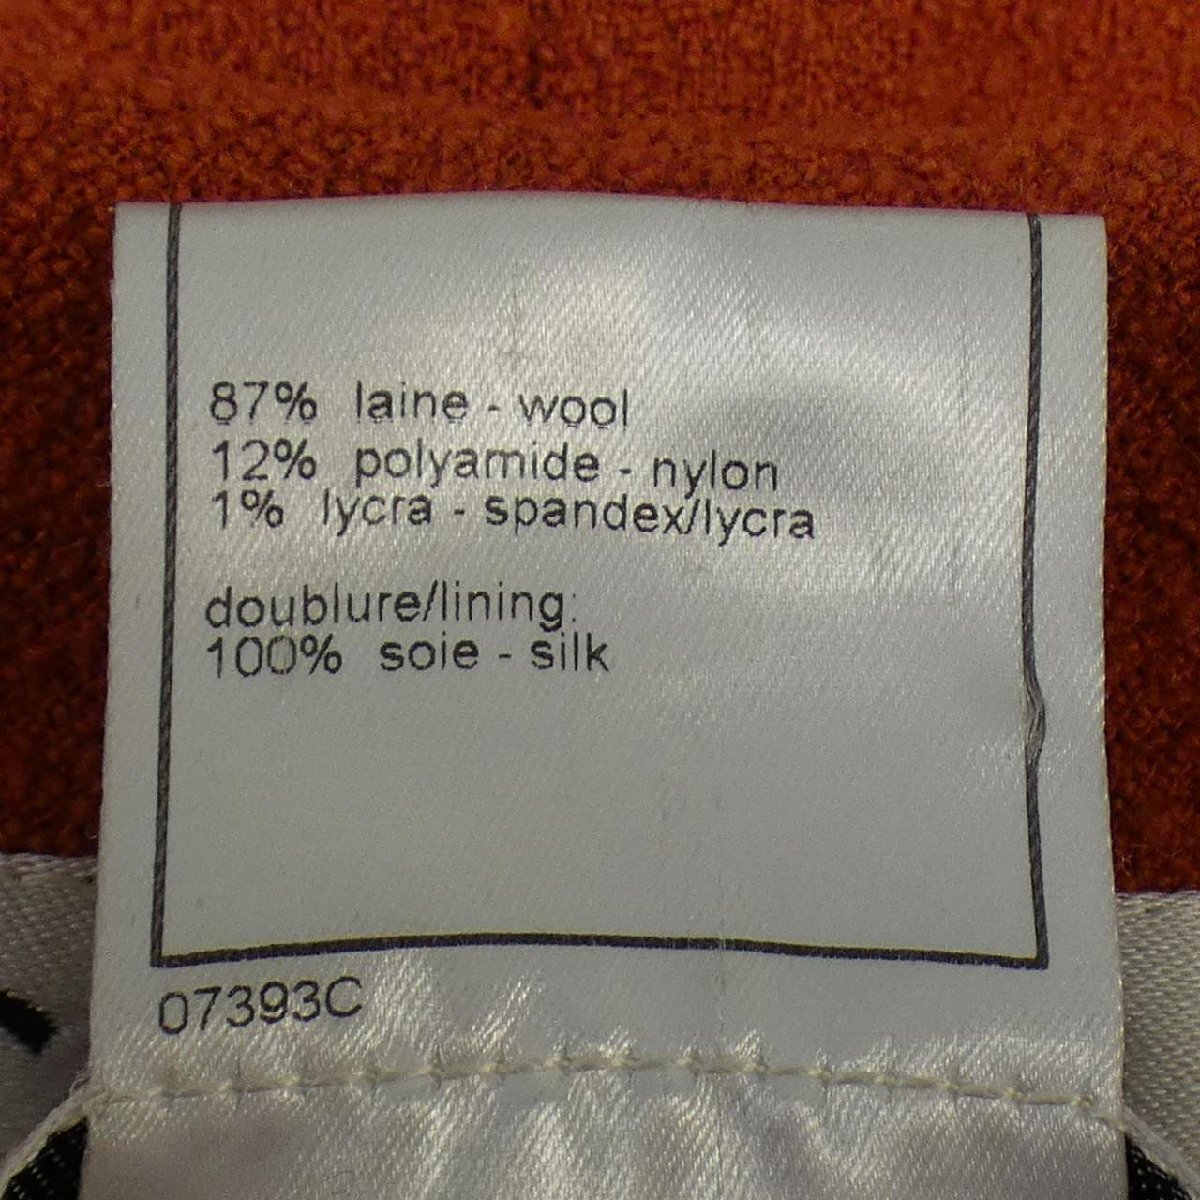 87% laine - wool
12% polyamide - nylon
1% lycra - spandex/lycra
doublure/lining:
100% soie - silk
07393C